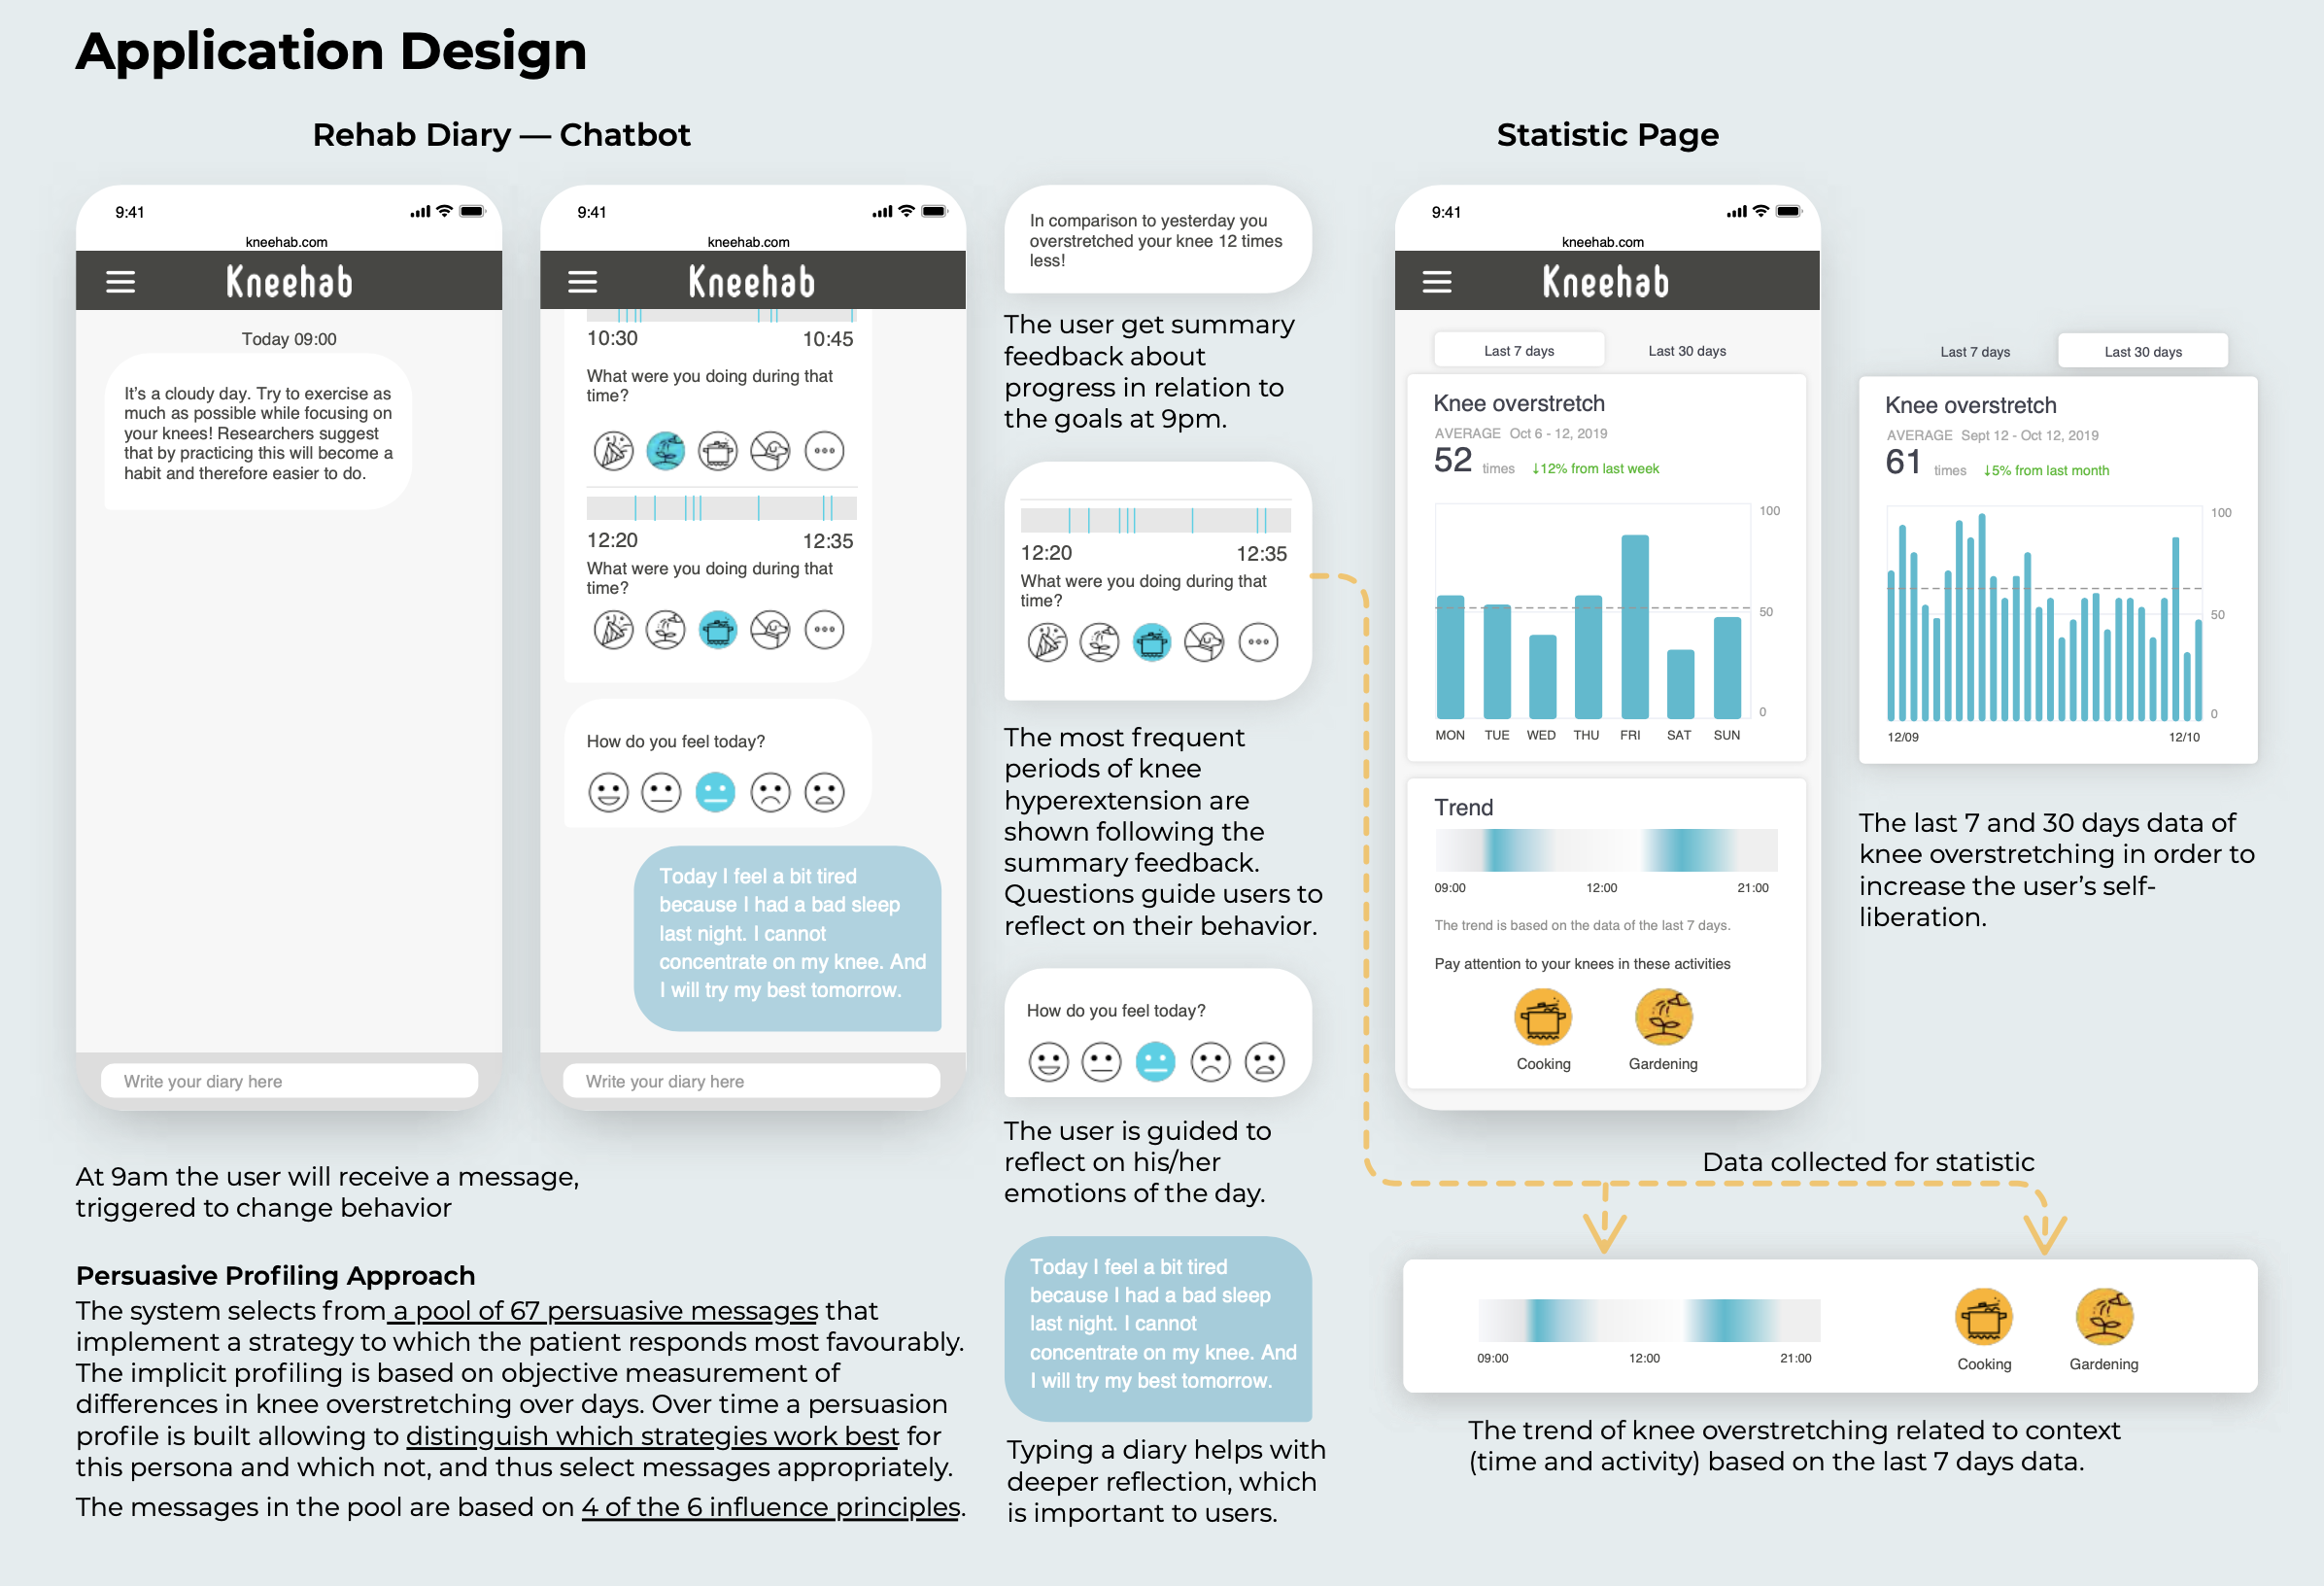 Application Design
Rehab Diary — Chatbot
9:41
kneehab.com
Kneehab
Today 09:00
It's a cloudy day. Try to exercise as
much as possible while focusing on
your knees! Researchers suggest
that by practicing this will become a
habit and therefore easier to do.
Write your diary here
At 9am the user will receive a message,
triggered to change behavior
Persuasive Profiling Approach
The system selects from a pool of 67 persuasive messages that
implement a strategy to which the patient responds most favourably.
The implicit profiling is based on objective measurement of
differences in knee overstretching over days. Over time a persuasion
profile is built allowing to distinguish which strategies work best for
this persona and which not, and thus select messages appropriately.
The messages in the pool are based on 4 of the 6 influence principles.
9:41
kneehab.com
Kneehab
10:30 10:45
What were you doing during that
time?
12:20 12:35
What were you doing during that
time?
How do you feel today?
Today I feel a bit tired
because I had a bad sleep
last night. I cannot
concentrate on my knee. And
I will try my best tomorrow.
Write your diary here
In comparison to yesterday you
overstretched your knee 12 times
less!
The user get summary
feedback about
progress in relation to
the goals at 9pm.
12:20 12:35
What were you doing during that
time?
The most frequent
periods of knee
hyperextension are
shown following the
summary feedback.
Questions guide users to
reflect on their behavior.
How do you feel today?
The user is guided to
reflect on his/her
emotions of the day.
Today I feel a bit tired
because I had a bad sleep
last night. I cannot
concentrate on my knee. And
I will try my best tomorrow.
Typing a diary helps with
deeper reflection, which
is important to users.
Statistic Page
9:41
kneehab.com
Kneehab
Last 7 days Last 30 days
Knee overstretch
AVERAGE Oct 6 - 12, 2019
52 times ↓12% from last week
100
50
0
MON TUE WED THU FRI SAT SUN
Trend
09:00 12:00 21:00
The trend is based on the data of the last 7 days.
Pay attention to your knees in these activities
Cooking Gardening
Last 7 days Last 30 days
Knee overstretch
AVERAGE Sept 12 - Oct 12, 2019
61 times ↓5% from last month
100
50
0
12/09 12/10
The last 7 and 30 days data of
knee overstretching in order to
increase the user's self-
liberation.
Data collected for statistic
09:00 12:00 21:00
Cooking Gardening
The trend of knee overstretching related to context
(time and activity) based on the last 7 days data.